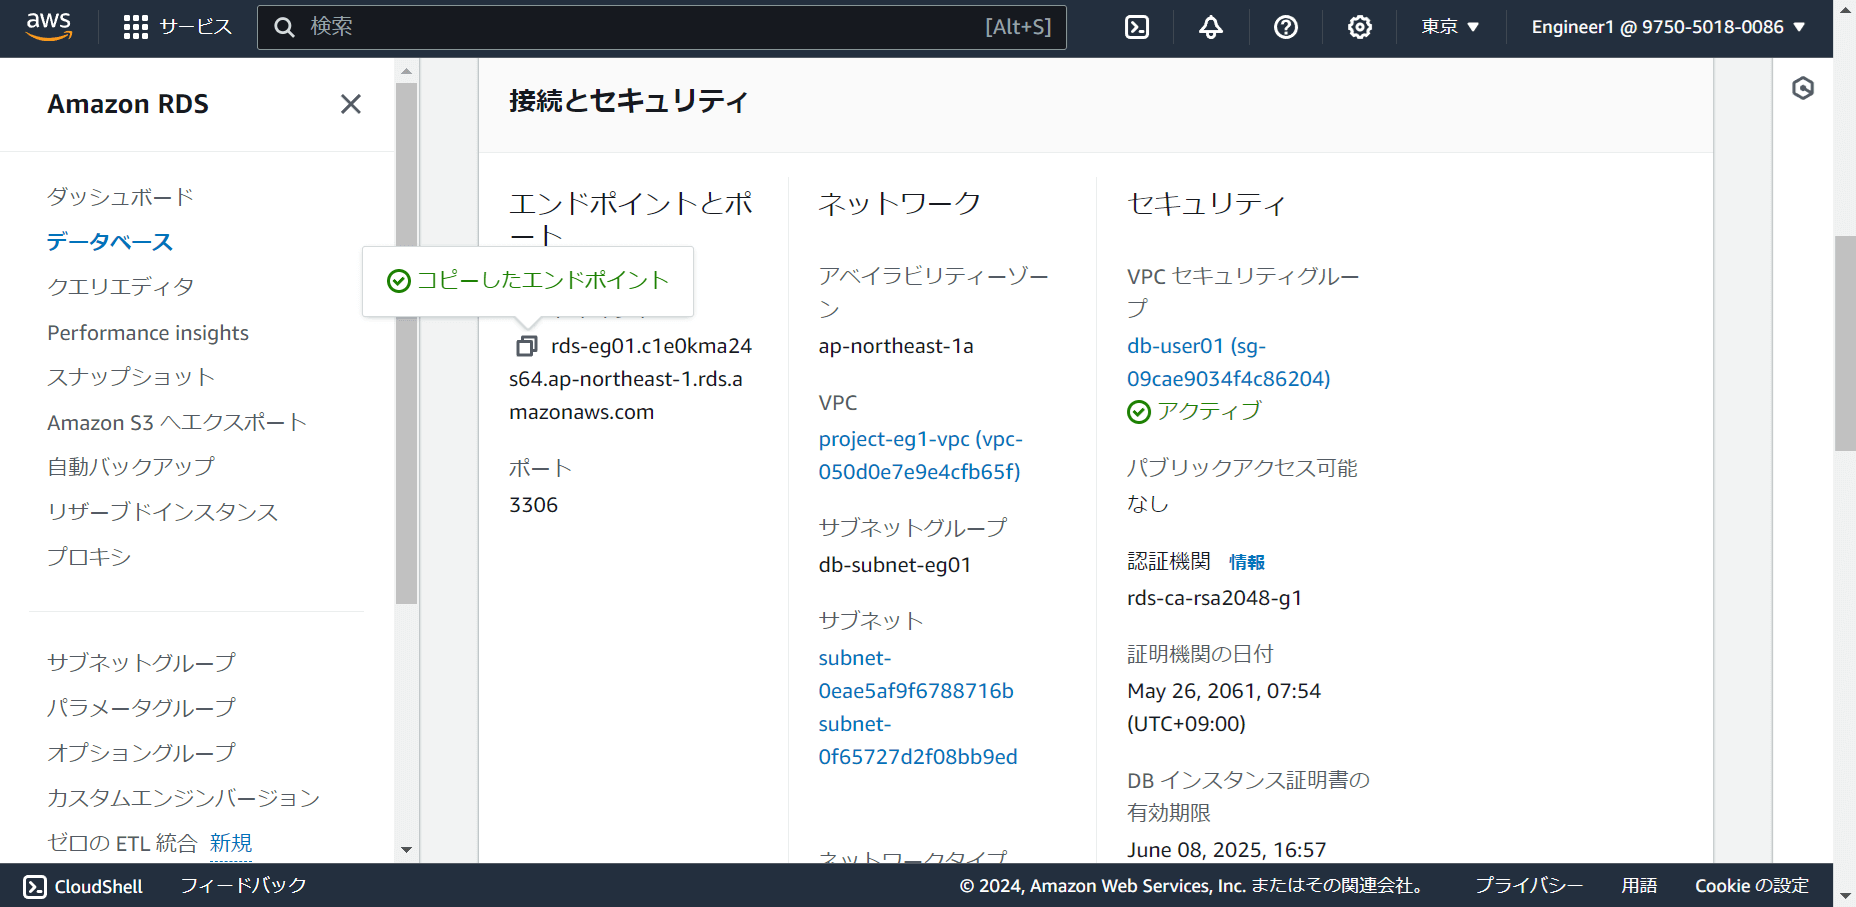 aws
サービス
検索
[Alt+S]
東京
Engineer1 @ 9750-5018-0086
Amazon RDS
ダッシュボード
データベース
クエリエディタ
Performance insights
スナップショット
Amazon S3 へエクスポート
自動バックアップ
リザーブドインスタンス
プロキシ
サブネットグループ
パラメータグループ
オプショングループ
カスタムエンジンバージョン
ゼロの ETL 統合 新規
接続とセキュリティ
エンドポイントとポ
ート
コピーしたエンドポイント
rds-eg01.c1e0kma24
s64.ap-northeast-1.rds.a
mazonaws.com
ポート
3306
ネットワーク
アベイラビリティーゾー
ン
ap-northeast-1a
VPC
project-eg1-vpc (vpc-
050d0e7e9e4cfb65f)
サブネットグループ
db-subnet-eg01
サブネット
subnet-
0eae5af9f6788716b
subnet-
0f65727d2f08bb9ed
ネットワークタイプ
セキュリティ
VPC セキュリティグルー
プ
db-user01 (sg-
09cae9034f4c86204)
アクティブ
パブリックアクセス可能
なし
認証機関 情報
rds-ca-rsa2048-g1
証明機関の日付
May 26, 2061, 07:54
(UTC+09:00)
DB インスタンス証明書の
有効期限
June 08, 2025, 16:57
CloudShell
フィードバック
© 2024, Amazon Web Services, Inc. またはその関連会社。
プライバシー
用語
Cookie の設定